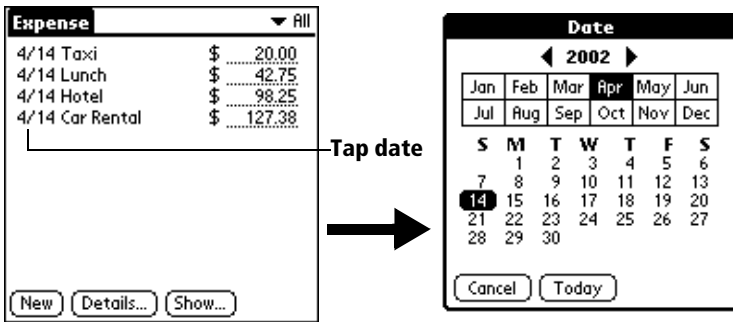 Expense All
4/14 Taxi $ 20.00
4/14 Lunch $ 42.75
4/14 Hotel $ 98.25
4/14 Car Rental $ 127.38
New Details... Show...
Tap date
Date
2002
Jan Feb Mar Apr May Jun
Jul Aug Sep Oct Nov Dec
S M T W T F S
1 2 3 4 5 6
7 8 9 10 11 12 13
14 15 16 17 18 19 20
21 22 23 24 25 26 27
28 29 30
Cancel Today